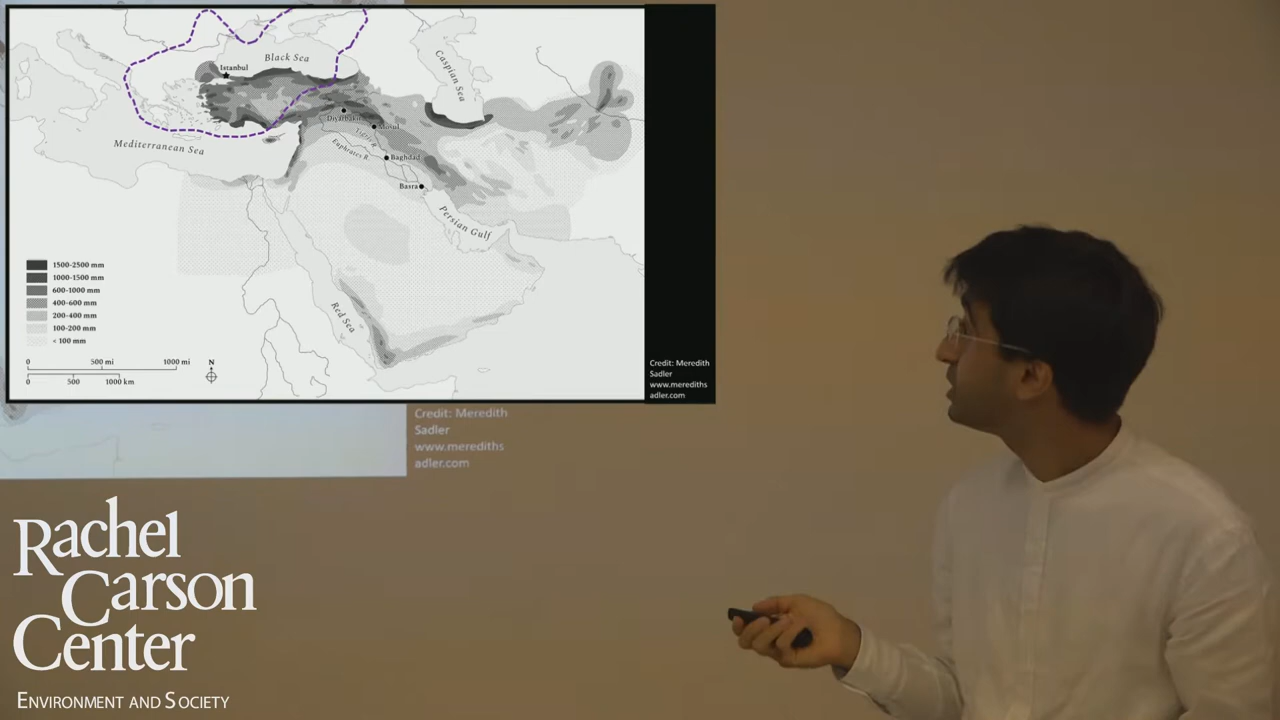 Black Sea
Istanbul
Caspian Sea
Diyarbakir
Mosul
Mediterranean Sea
Tigris R.
Euphrates R.
Baghdad
Basra
Persian Gulf
Red Sea
1500-2500 mm
1000-1500 mm
600-1000 mm
400-600 mm
200-400 mm
100-200 mm
< 100 mm
0 500 mi 1000 mi
0 500 1000 km
N
Credit: Meredith
Sadler
www.merediths
adler.com
Credit: Meredith
Sadler
www.merediths
adler.com
Rachel
Carson
Center
ENVIRONMENT AND SOCIETY